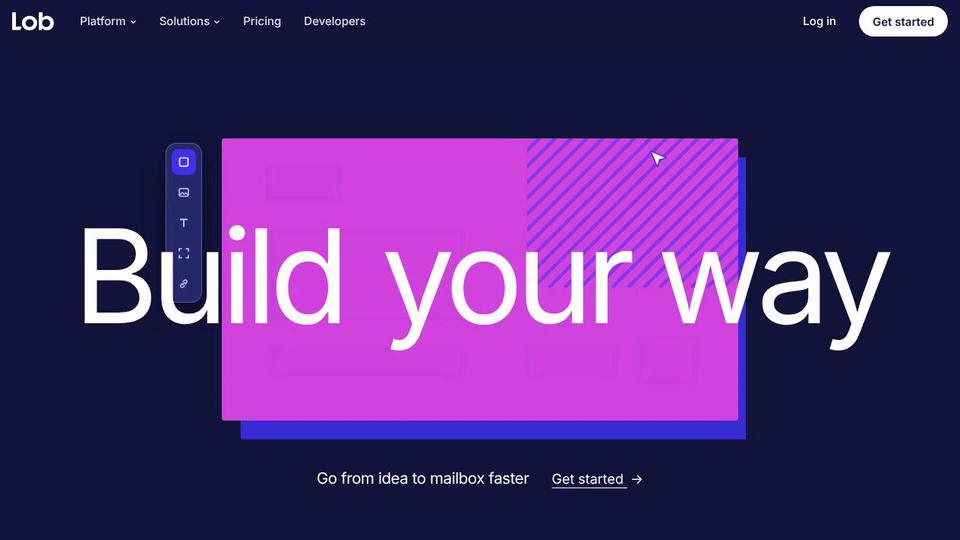 Lob
Platform
Solutions
Pricing
Developers
Log in
Get started
Build your way
Go from idea to mailbox faster
Get started →